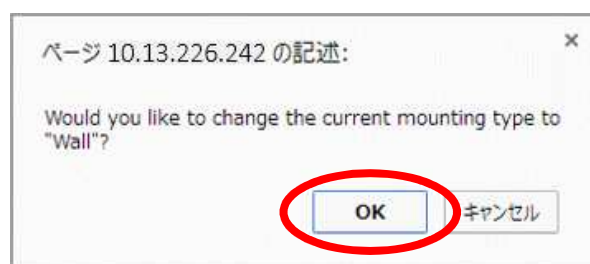 ページ 10.13.226.242 の記述:
×
Would you like to change the current mounting type to
"Wall"?
OK
キャンセル